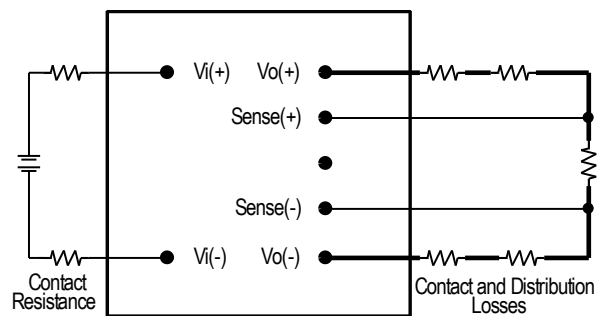 Vi(+) Vo(+)
Sense(+)
Sense(-)
Vi(-) Vo(-)
Contact
Resistance
Contact and Distribution
Losses